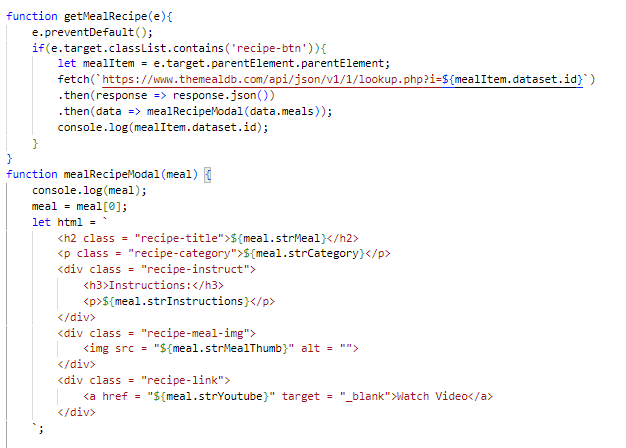 function getMealRecipe(e){
    e.preventDefault();
    if(e.target.classList.contains('recipe-btn')){
        let mealItem = e.target.parentElement.parentElement;
        fetch(`https://www.themealdb.com/api/json/v1/1/lookup.php?i=${mealItem.dataset.id}`)
        .then(response => response.json())
        .then(data => mealRecipeModal(data.meals));
        console.log(mealItem.dataset.id);
    }
}
function mealRecipeModal(meal) {
    console.log(meal);
    meal = meal[0];
    let html = `
        <h2 class = "recipe-title">${meal.strMeal}</h2>
        <p class = "recipe-category">${meal.strCategory}</p>
        <div class = "recipe-instruct">
            <h3>Instructions:</h3>
            <p>${meal.strInstructions}</p>
        </div>
        <div class = "recipe-meal-img">
            <img src = "${meal.strMealThumb}" alt = "">
        </div>
        <div class = "recipe-link">
            <a href = "${meal.strYoutube}" target = "_blank">Watch Video</a>
        </div>
    `;